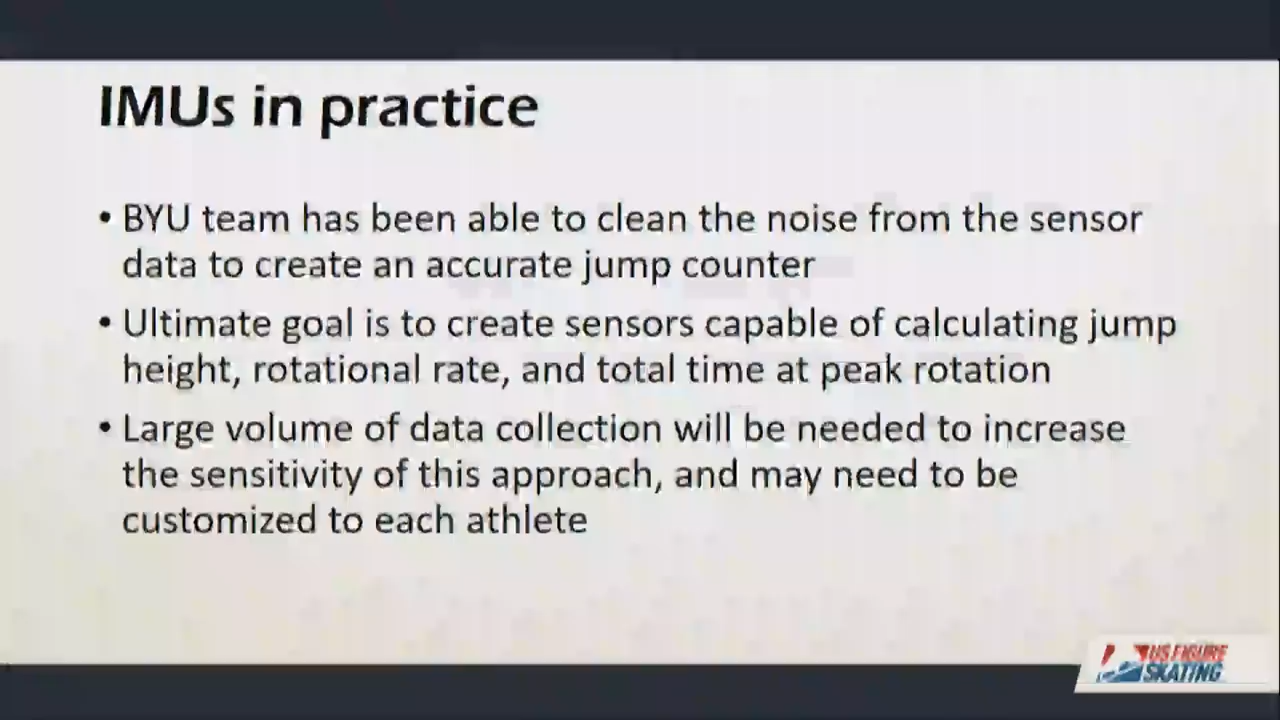 IMUs in practice
• BYU team has been able to clean the noise from the sensor
data to create an accurate jump counter
• Ultimate goal is to create sensors capable of calculating jump
height, rotational rate, and total time at peak rotation
• Large volume of data collection will be needed to increase
the sensitivity of this approach, and may need to be
customized to each athlete
US FIGURE
SKATING